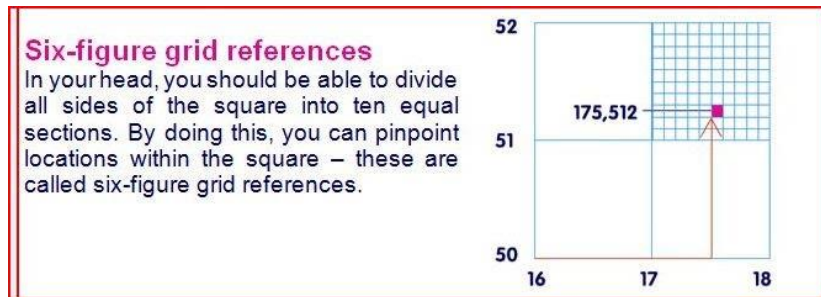 Six-figure grid references
In your head, you should be able to divide
all sides of the square into ten equal
sections. By doing this, you can pinpoint
locations within the square – these are
called six-figure grid references.
52
175,512
51
50
16 17 18